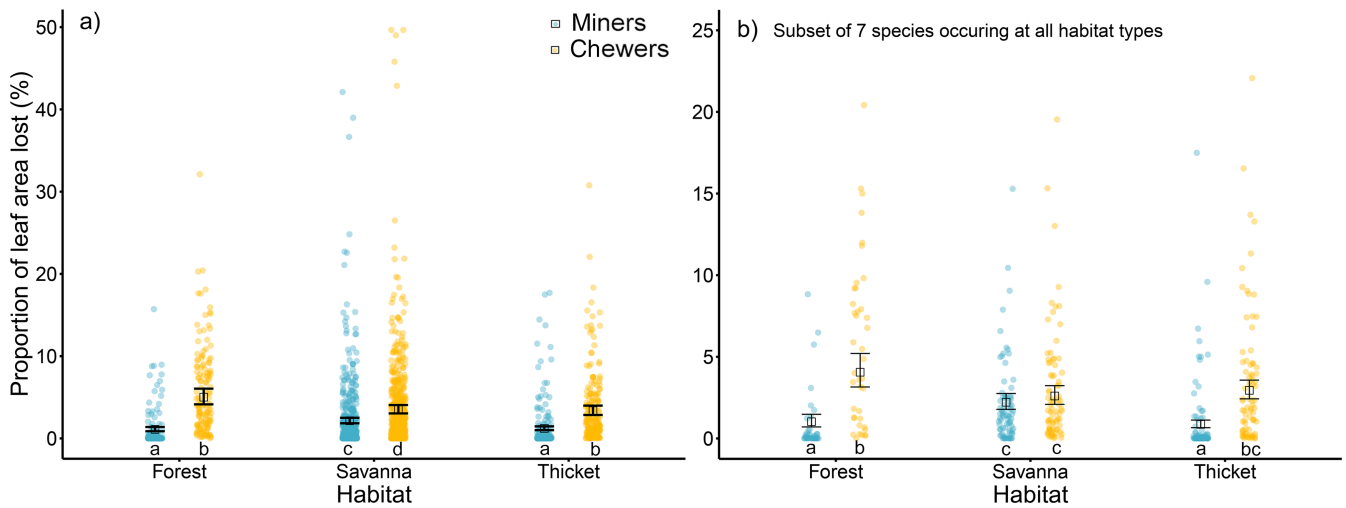 a)
Miners
Chewers
Proportion of leaf area lost (%)
50
40
30
20
10
0
a b c d a b
Forest Savanna Thicket
Habitat
b) Subset of 7 species occuring at all habitat types
25
20
15
10
5
0
a b c c a bc
Forest Savanna Thicket
Habitat